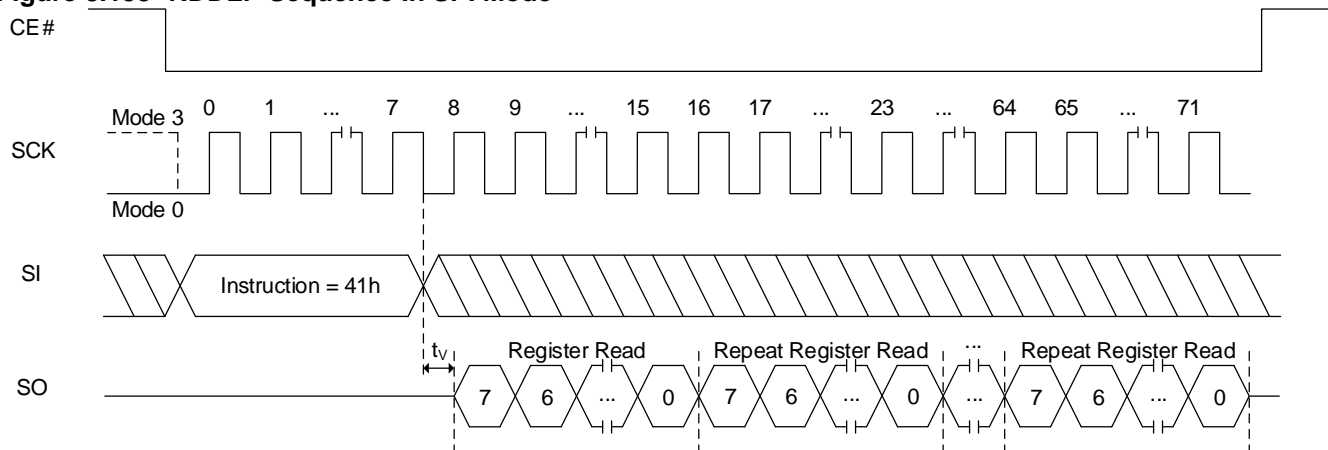 CE#
0 1 ... 7 8 9 ... 15 16 17 ... 23 ... 64 65 ... 71
Mode 3
SCK
Mode 0
SI
Instruction = 41h
tV
Register Read Repeat Register Read ... Repeat Register Read
SO
7 6 ... 0 7 6 ... 0 ... 7 6 ... 0